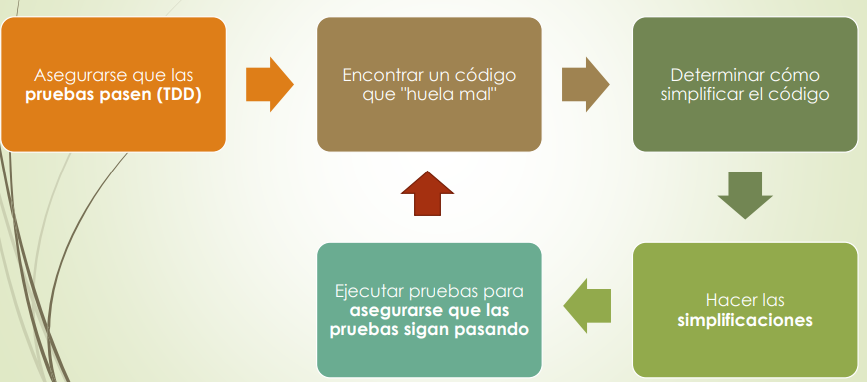 Asegurarse que las
pruebas pasen (TDD)
Encontrar un código
que "huela mal"
Determinar cómo
simplificar el código
Hacer las
simplificaciones
Ejecutar pruebas para
asegurarse que las
pruebas sigan pasando